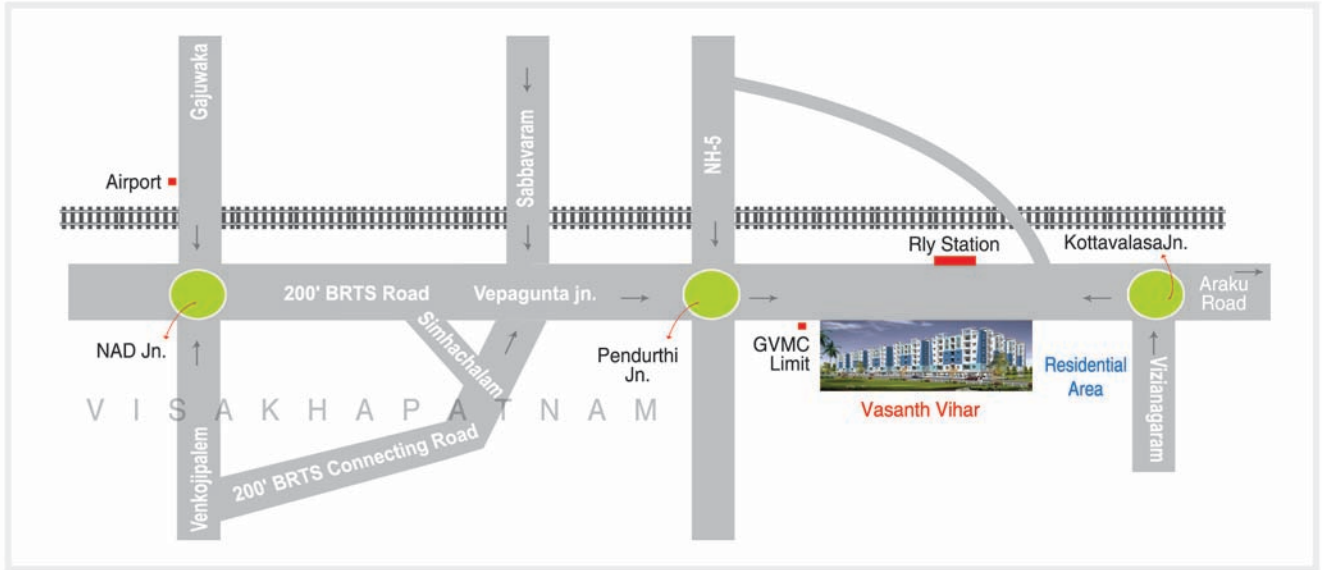 Gajuwaka
Sabbavaram
NH-5
Airport
Rly Station
KottavalasaJn.
200' BRTS Road
Vepagunta jn.
Araku
Road
Simhachalam
NAD Jn.
Pendurthi
Jn.
GVMC
Limit
Residential
Area
Vizianagaram
Vasanth Vihar
VISAKHAPATNAM
Venkojipalem
200' BRTS Connecting Road